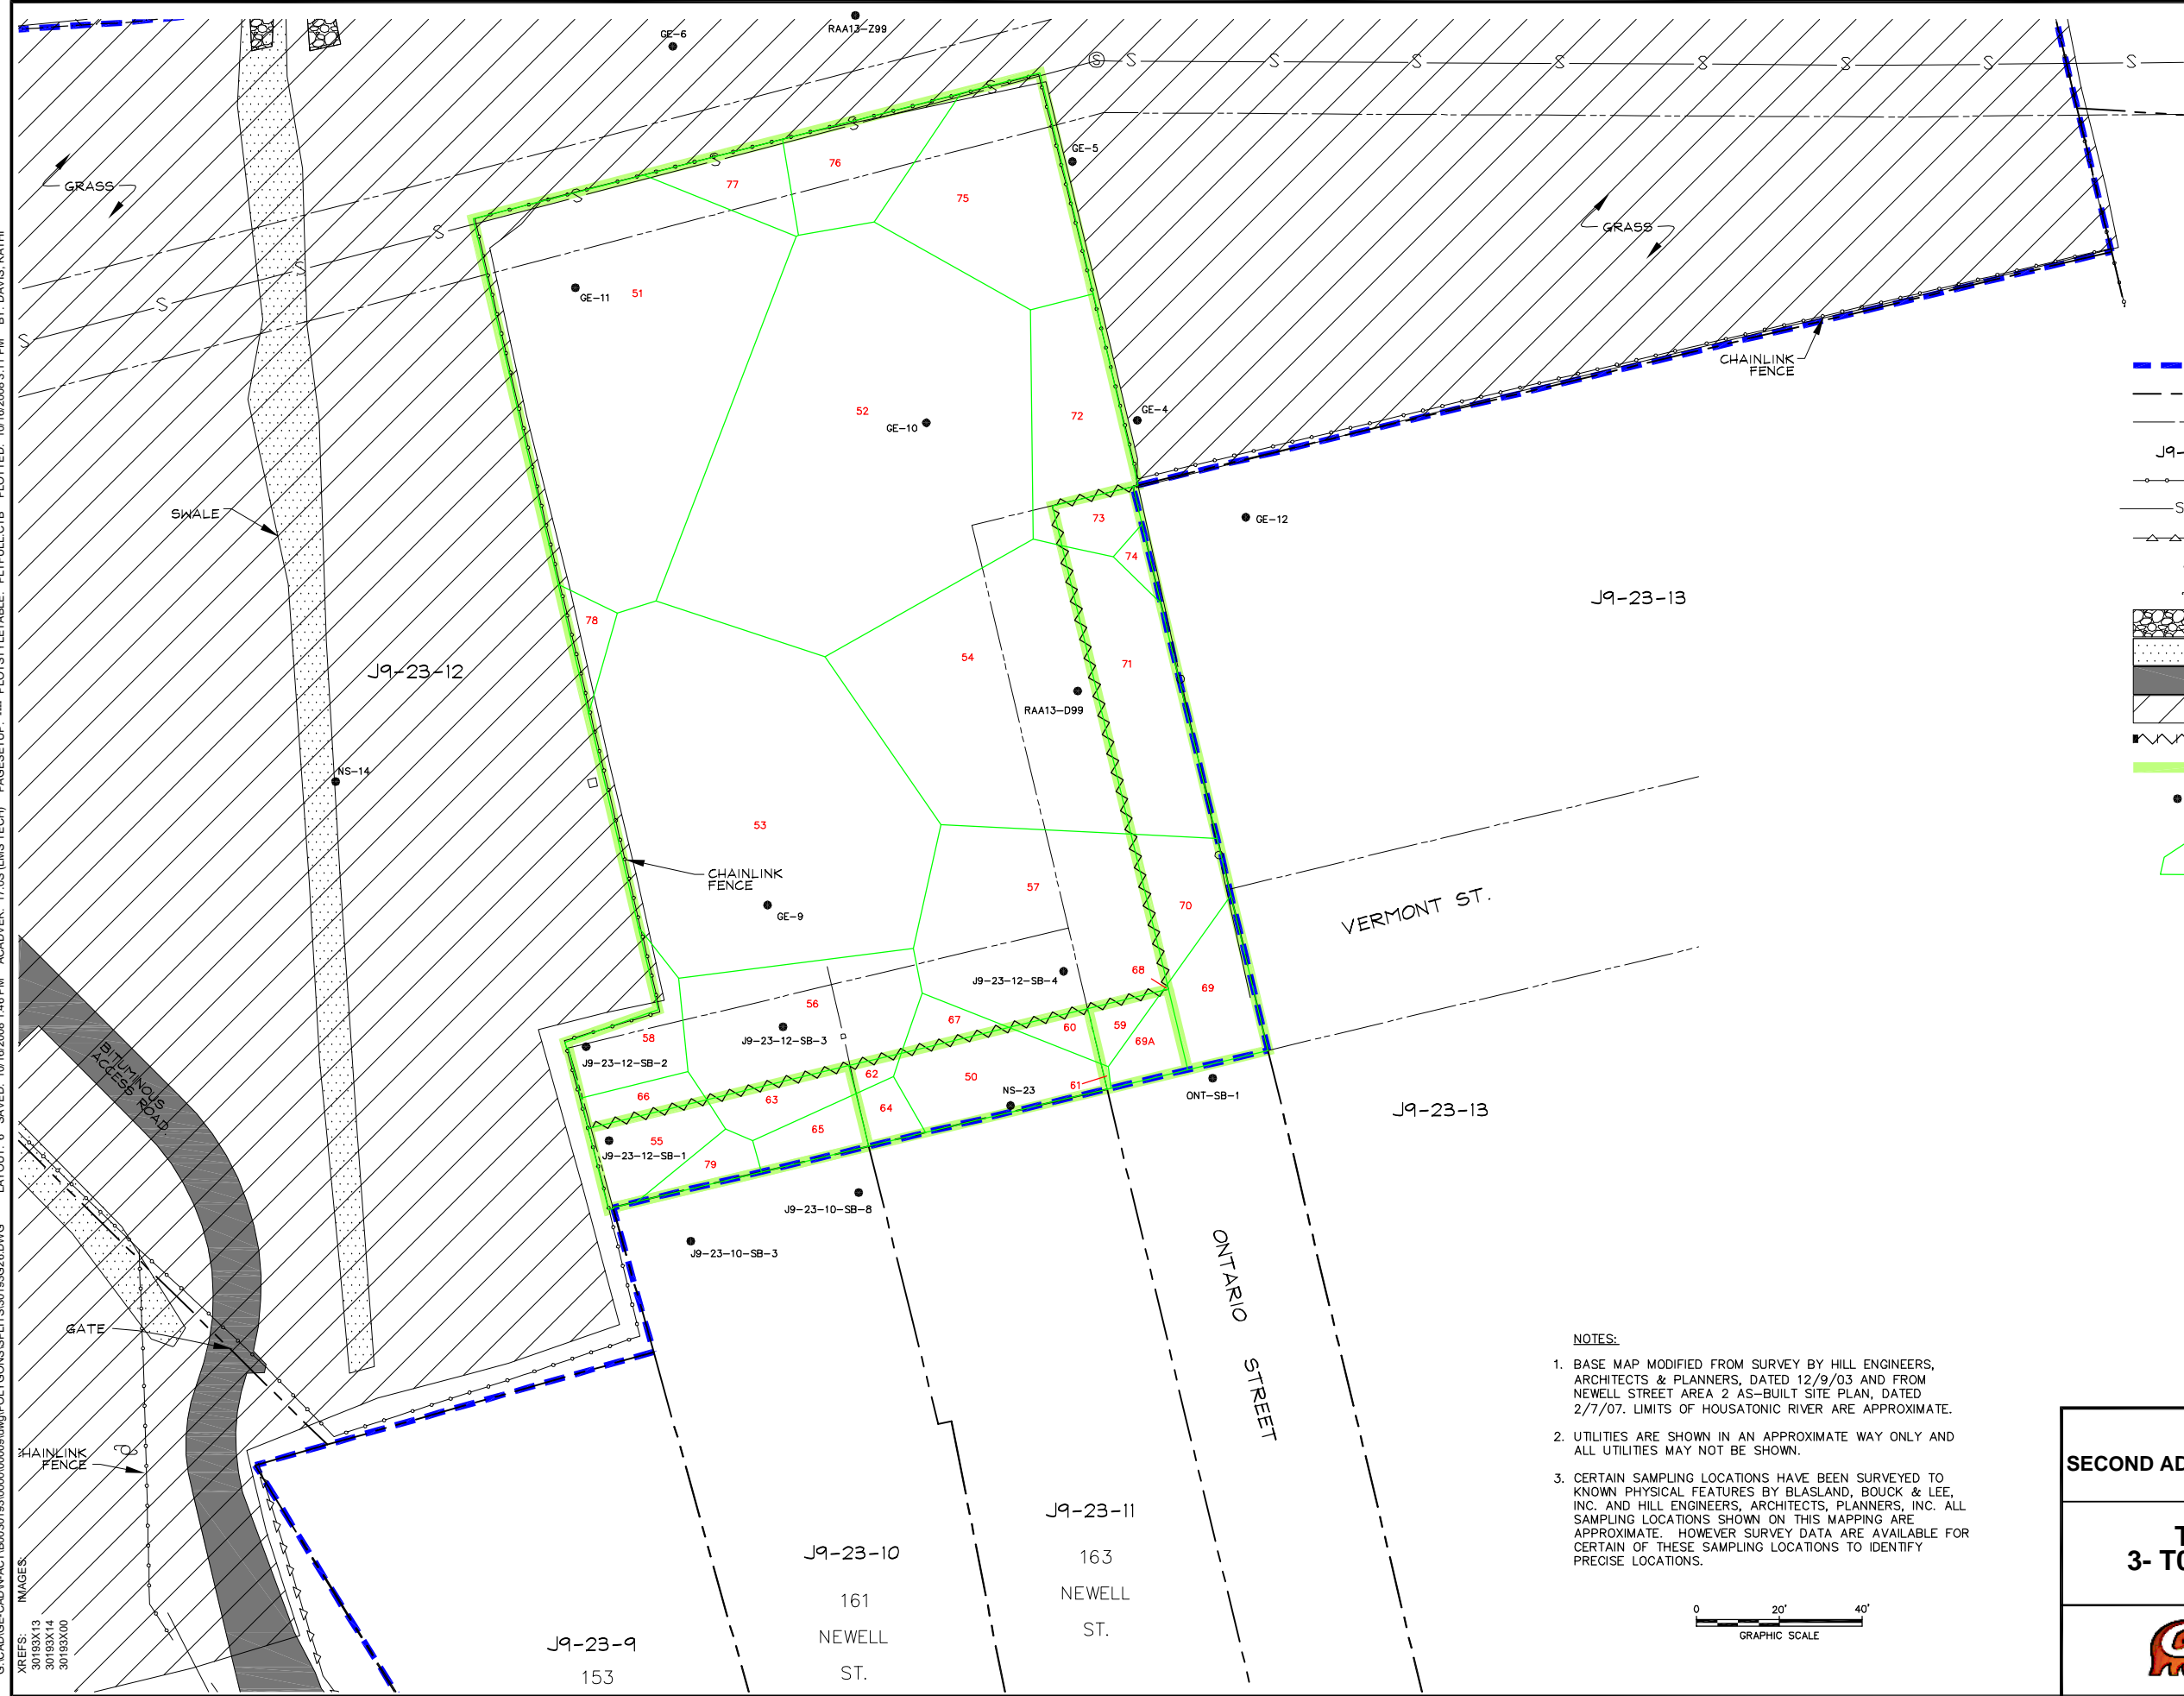 RAA13-Z99
GE-6
S
GE-5
GRASS
76
77
75
GRASS
GE-11
51
CHAINLINK
FENCE
52
GE-10
72
GE-4
J9-
SWALE
73
GE-12
S
74
J9-23-13
78
J9-23-12
54
71
RAA13-D99
NS-14
53
CHAINLINK
FENCE
57
GE-9
70
VERMONT ST.
68
J9-23-12-SB-4
69
56
67
60
59
58
J9-23-12-SB-3
69A
J9-23-12-SB-2
62
50
61
66
63
64
NS-23
ONT-SB-1
J9-23-13
65
55
J9-23-12-SB-1
79
BITUMINOUS
ACCESS ROAD
J9-23-10-SB-8
J9-23-10-SB-3
ONTARIO STREET
GATE
CHAINLINK
FENCE
NOTES:
1. BASE MAP MODIFIED FROM SURVEY BY HILL ENGINEERS,
ARCHITECTS & PLANNERS, DATED 12/9/03 AND FROM
NEWELL STREET AREA 2 AS-BUILT SITE PLAN, DATED
2/7/07. LIMITS OF HOUSATONIC RIVER ARE APPROXIMATE.
2. UTILITIES ARE SHOWN IN AN APPROXIMATE WAY ONLY AND
ALL UTILITIES MAY NOT BE SHOWN.
3. CERTAIN SAMPLING LOCATIONS HAVE BEEN SURVEYED TO
KNOWN PHYSICAL FEATURES BY BLASLAND, BOUCK & LEE,
INC. AND HILL ENGINEERS, ARCHITECTS, PLANNERS, INC. ALL
SAMPLING LOCATIONS SHOWN ON THIS MAPPING ARE
APPROXIMATE. HOWEVER SURVEY DATA ARE AVAILABLE FOR
CERTAIN OF THESE SAMPLING LOCATIONS TO IDENTIFY
PRECISE LOCATIONS.
0 20' 40'
GRAPHIC SCALE
SECOND AD
3- T0
J9-23-11
163
NEWELL
ST.
J9-23-10
161
NEWELL
ST.
J9-23-9
153
XREFS: IMAGES:
30193X13
30193X14
30193X00